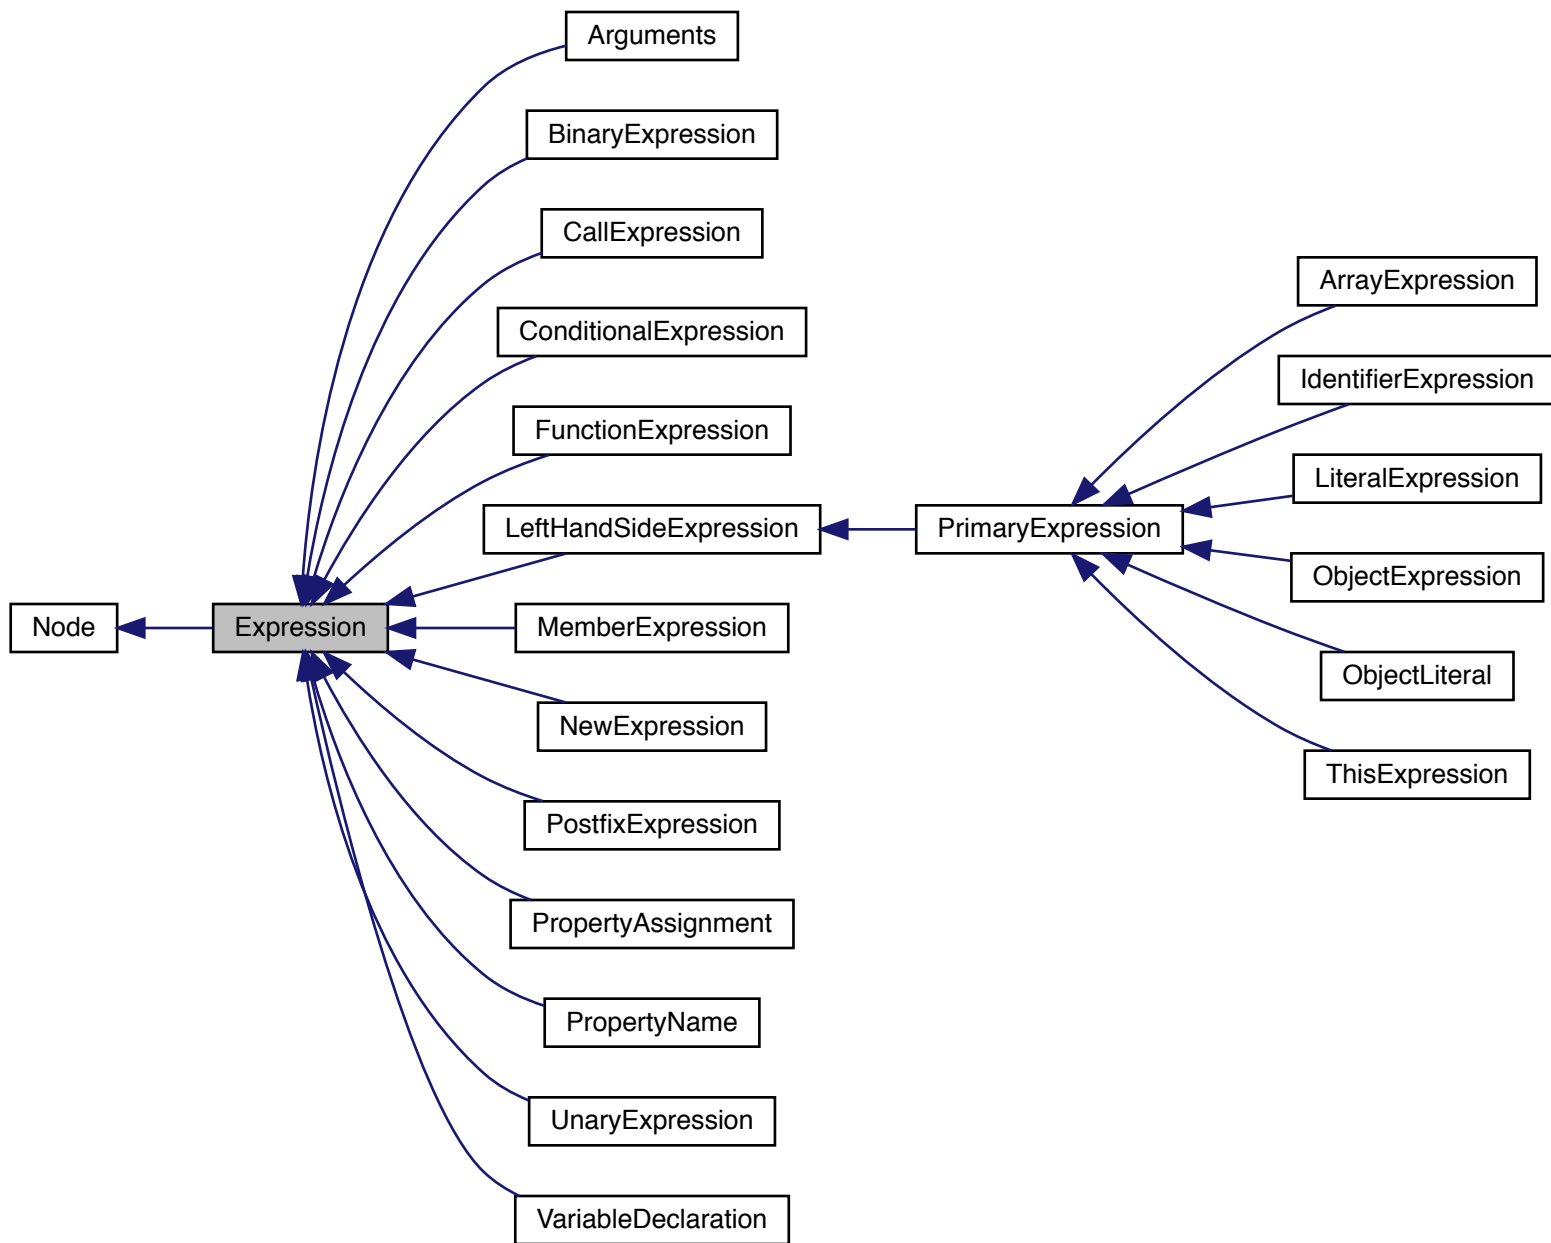 Arguments
BinaryExpression
CallExpression
ConditionalExpression
FunctionExpression
LeftHandSideExpression
MemberExpression
NewExpression
PostfixExpression
PropertyAssignment
PropertyName
UnaryExpression
VariableDeclaration
Node
Expression
PrimaryExpression
ArrayExpression
IdentifierExpression
LiteralExpression
ObjectExpression
ObjectLiteral
ThisExpression